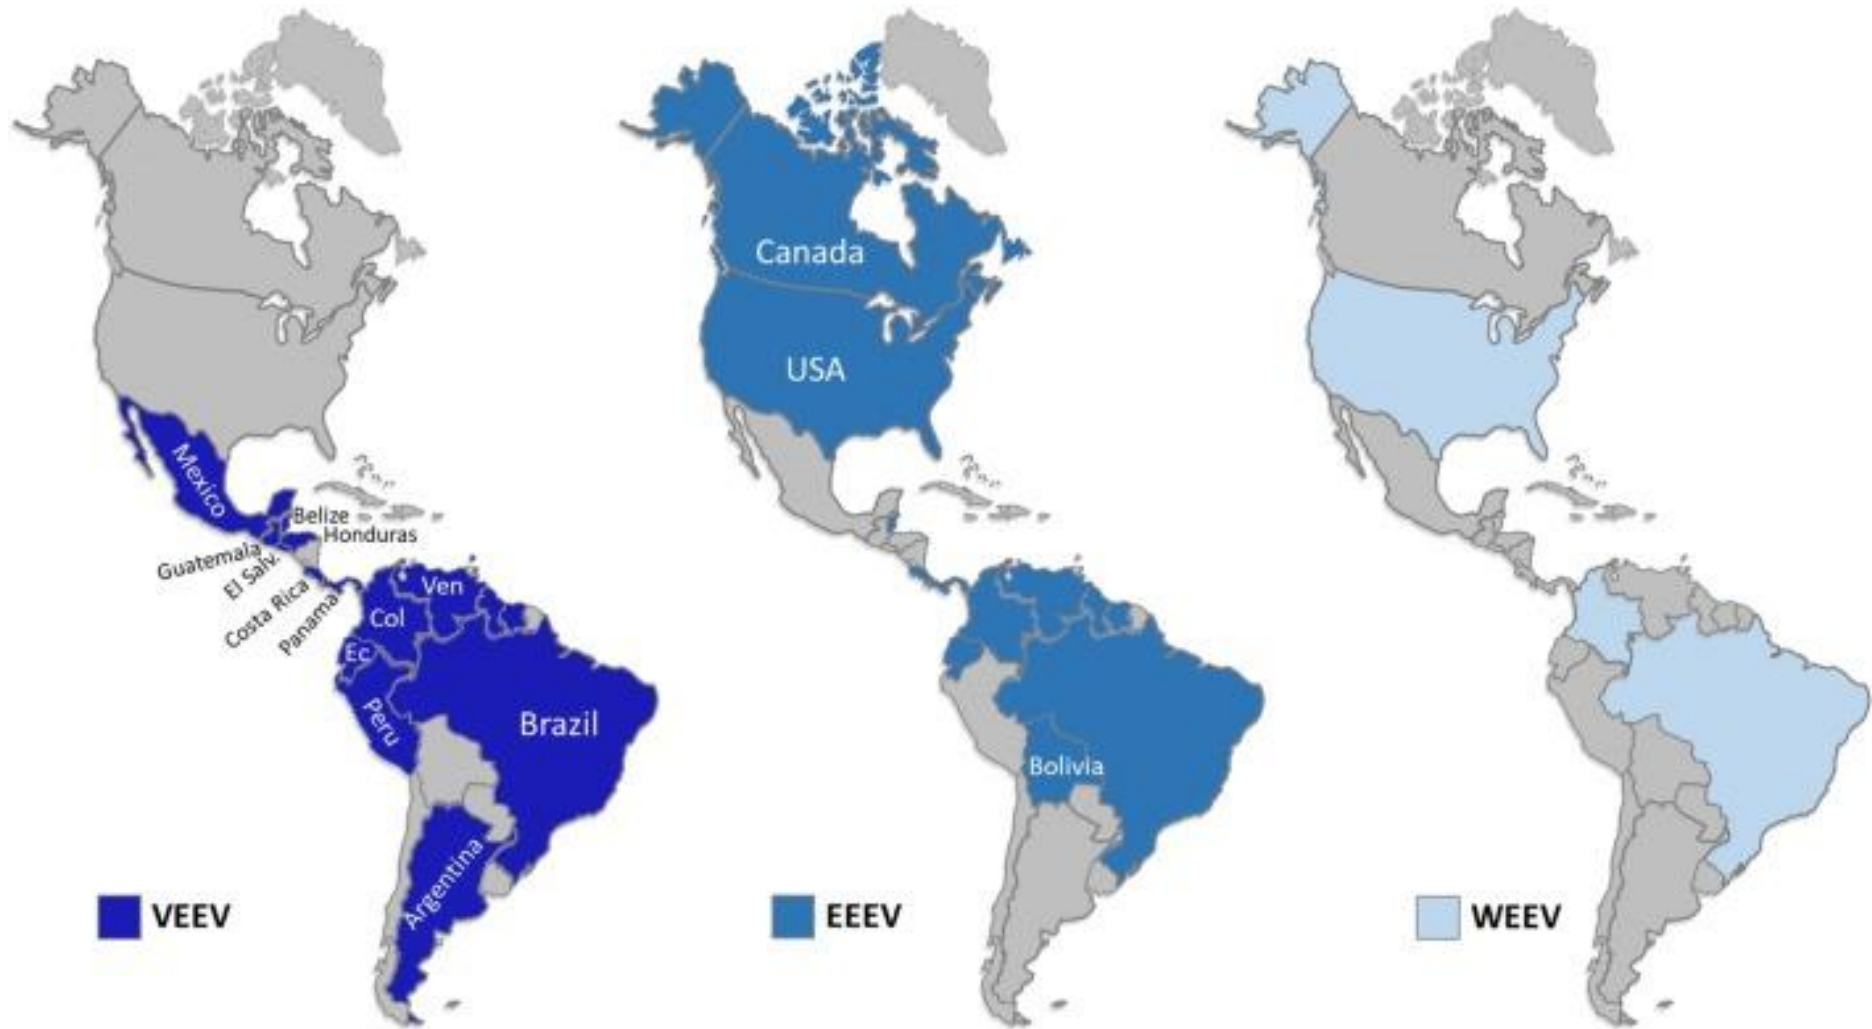 Mexico
Belize
Honduras
Guatemala
El Salv.
Costa Rica
Panama
Ven
Col
Ec
Peru
Brazil
Argentina
VEEV
Canada
USA
Bolivia
EEEV
WEEV